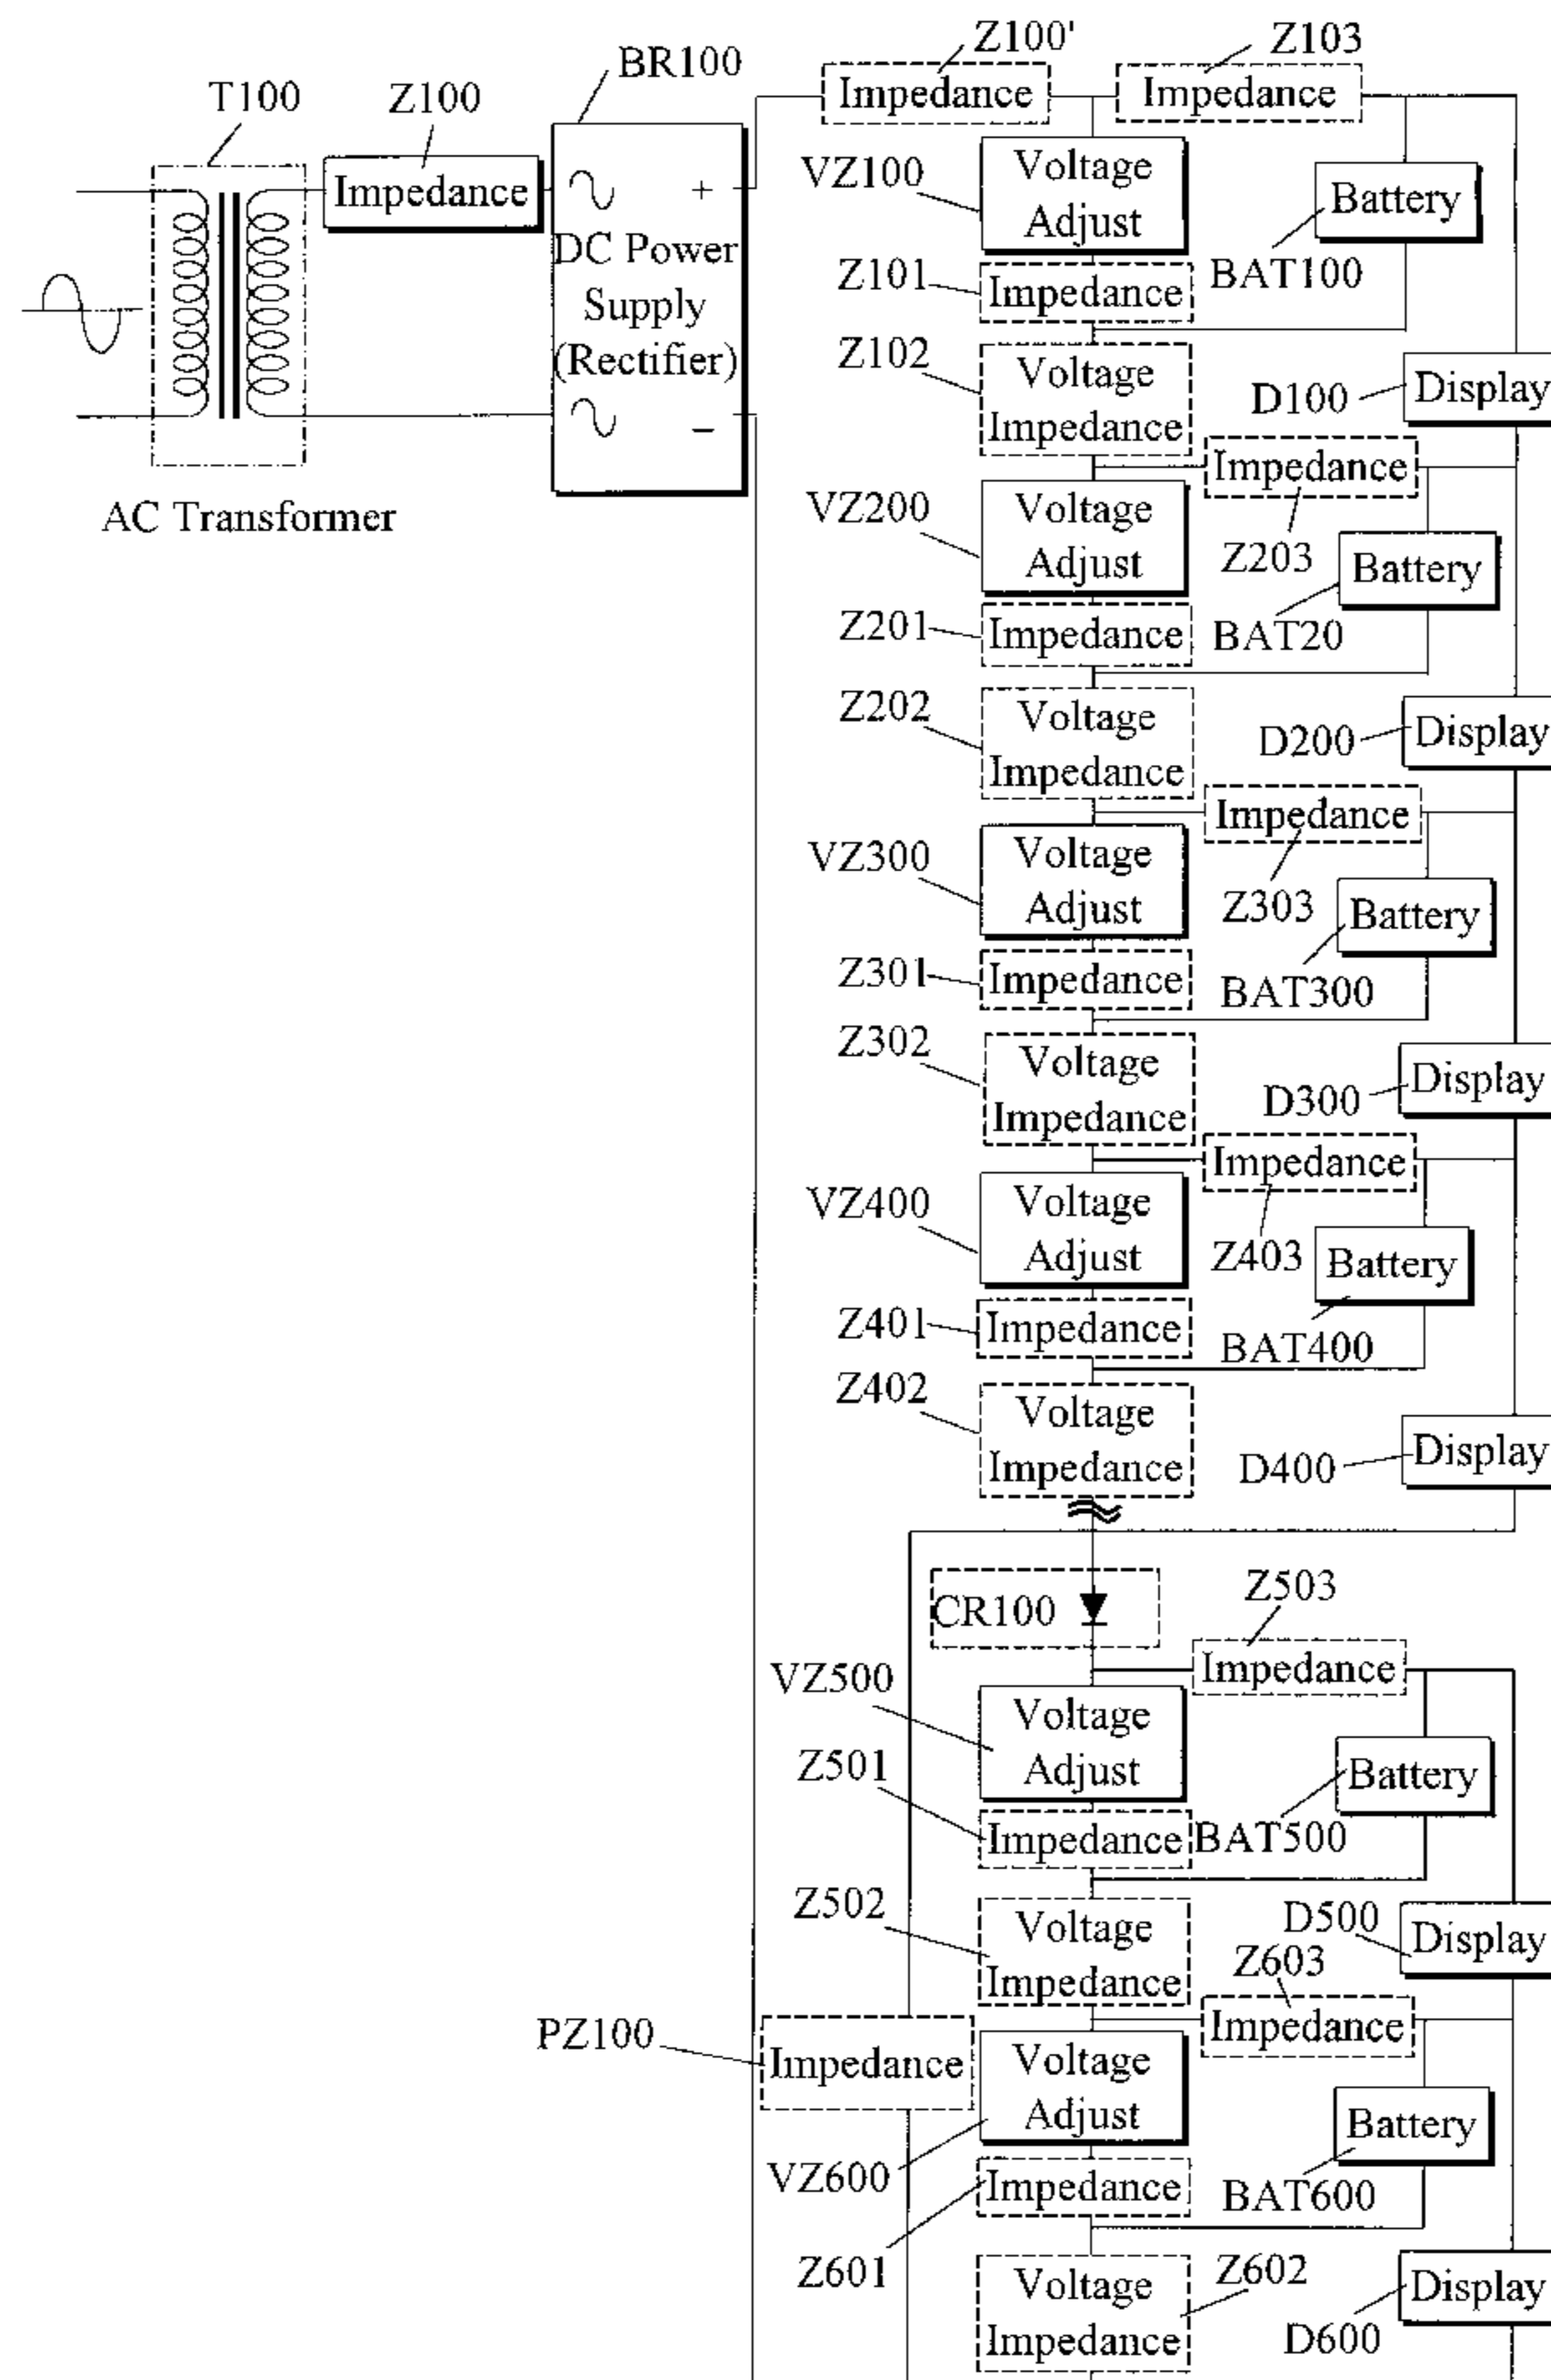 Z100'
Z103
BR100
Impedance
Impedance
T100
Z100
VZ100
Voltage
Adjust
Battery
Impedance
+
DC Power
Supply
(Rectifier)
−
Z101
Impedance
BAT100
Z102
Voltage
Impedance
D100
Display
AC Transformer
Impedance
VZ200
Voltage
Adjust
Z203
Battery
Z201
Impedance
BAT20
Z202
Voltage
Impedance
D200
Display
Impedance
VZ300
Voltage
Adjust
Z303
Battery
Z301
Impedance
BAT300
Z302
Voltage
Impedance
D300
Display
Impedance
VZ400
Voltage
Adjust
Z403
Battery
Z401
Impedance
BAT400
Z402
Voltage
Impedance
D400
Display
CR100
Z503
Impedance
VZ500
Voltage
Adjust
Battery
Z501
Impedance
BAT500
Z502
Voltage
Impedance
D500
Display
Z603
Impedance
PZ100
Impedance
Voltage
Adjust
Battery
VZ600
Impedance
BAT600
Z601
Voltage
Impedance
Z602
Display
D600